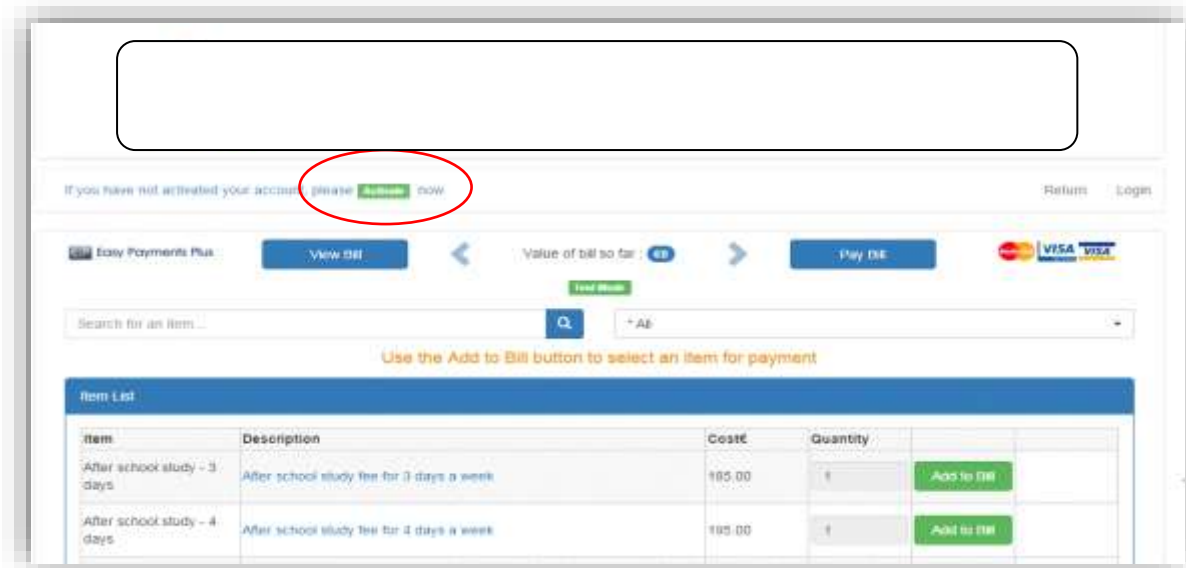 If you have not activated your account, please Activate now
Return Login
Easy Payments Plus View Bill Value of bill so far : €0 Pay Bill VISA VISA
Test Mode
Search for an item... * All
Use the Add to Bill button to select an item for payment
Item List
Item Description Cost€ Quantity
After school study - 3 days After school study fee for 3 days a week 185.00 1 Add to Bill
After school study - 4 days After school study fee for 4 days a week 195.00 1 Add to Bill